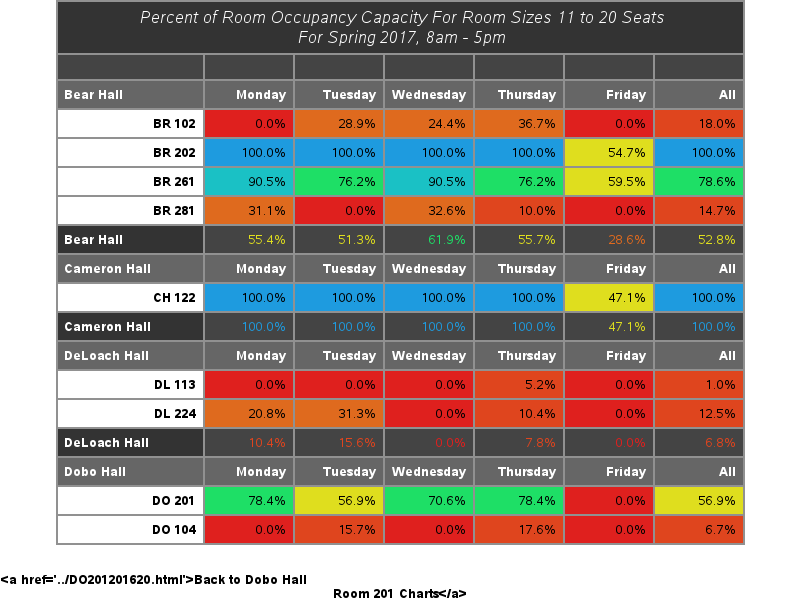 Percent of Room Occupancy Capacity For Room Sizes 11 to 20 Seats
For Spring 2017, 8am - 5pm
Bear Hall Monday Tuesday Wednesday Thursday Friday All
BR 102 0.0% 28.9% 24.4% 36.7% 0.0% 18.0%
BR 202 100.0% 100.0% 100.0% 100.0% 54.7% 100.0%
BR 261 90.5% 76.2% 90.5% 76.2% 59.5% 78.6%
BR 281 31.1% 0.0% 32.6% 10.0% 0.0% 14.7%
Bear Hall 55.4% 51.3% 61.9% 55.7% 28.6% 52.8%
Cameron Hall Monday Tuesday Wednesday Thursday Friday All
CH 122 100.0% 100.0% 100.0% 100.0% 47.1% 100.0%
Cameron Hall 100.0% 100.0% 100.0% 100.0% 47.1% 100.0%
DeLoach Hall Monday Tuesday Wednesday Thursday Friday All
DL 113 0.0% 0.0% 0.0% 5.2% 0.0% 1.0%
DL 224 20.8% 31.3% 0.0% 10.4% 0.0% 12.5%
DeLoach Hall 10.4% 15.6% 0.0% 7.8% 0.0% 6.8%
Dobo Hall Monday Tuesday Wednesday Thursday Friday All
DO 201 78.4% 56.9% 70.6% 78.4% 0.0% 56.9%
DO 104 0.0% 15.7% 0.0% 17.6% 0.0% 6.7%
&lt;a href='../DO201201620.html'&gt;Back to Dobo Hall
Room 201 Charts&lt;/a&gt;